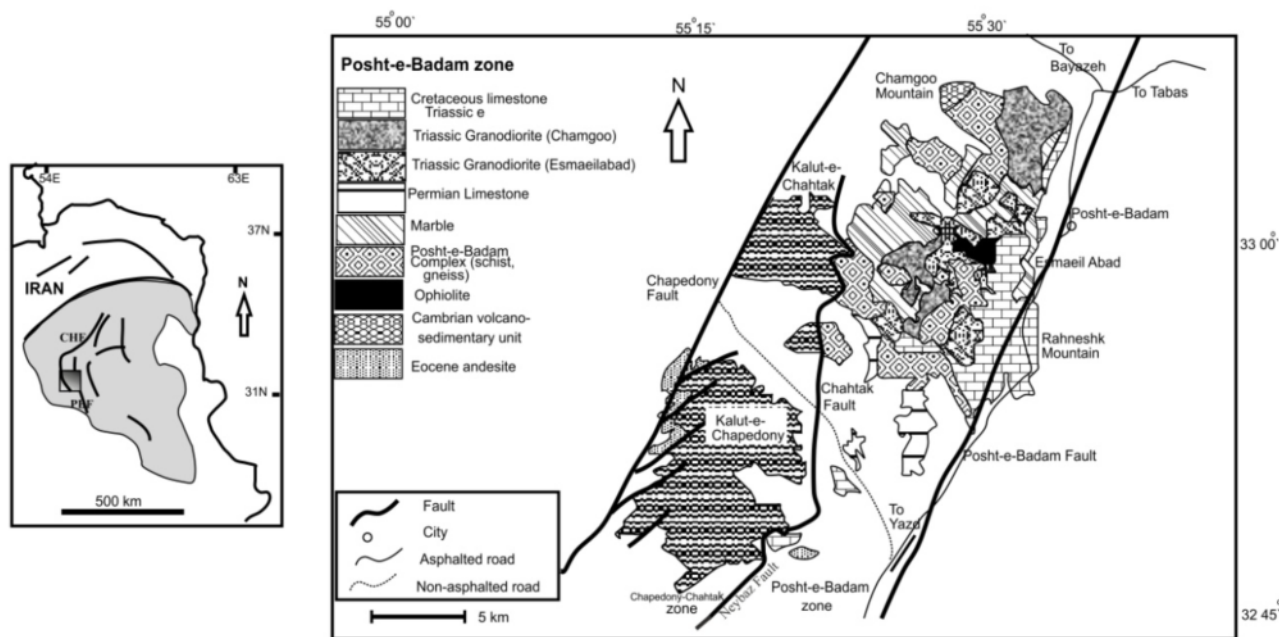 54E
63E
37N
IRAN
N
CHF
31N
PBF
500 km
55°00`
55°15`
55°30`
Posht-e-Badam zone
Cretaceous limestone
Triassic e
Triassic Granodiorite (Chamgoo)
Triassic Granodiorite (Esmaeilabad)
Permian Limestone
Marble
Posht-e-Badam
Complex (schist,
gneiss)
Ophiolite
Cambrian volcano-
sedimentary unit
Eocene andesite
Fault
City
Asphalted road
Non-asphalted road
5 km
N
To
Bayazeh
To Tabas
Chamgoo
Mountain
Kalut-e-
Chahtak
Posht-e-Badam
33 00°
Esmaeil Abad
Chapedony
Fault
Rahneshk
Mountain
Chahtak
Fault
Kalut-e-
Chapedony
Posht-e-Badam Fault
To
Yazd
Chapedony-Chahtak
zone
Neybaz Fault
Posht-e-Badam
zone
32 45°